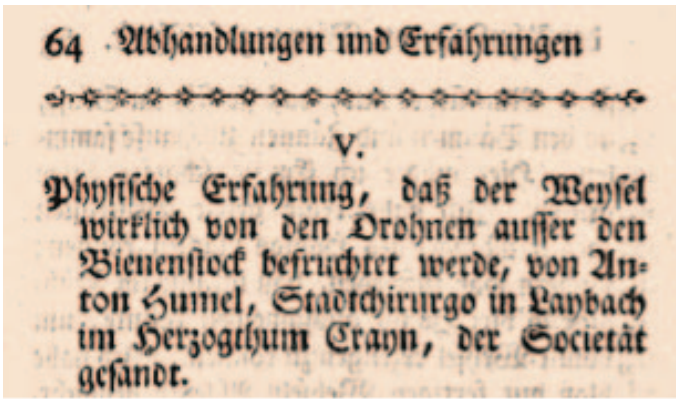 64 Abhandlungen und Erfahrungen
V.
Physische Erfahrung, daß der Weysel
wirklich von den Drohnen ausser den
Bienenstock befruchtet werde, von An-
ton Humel, Stadtchirurgo in Laybach
im Herzogthum Crayn, der Societät
gesandt.